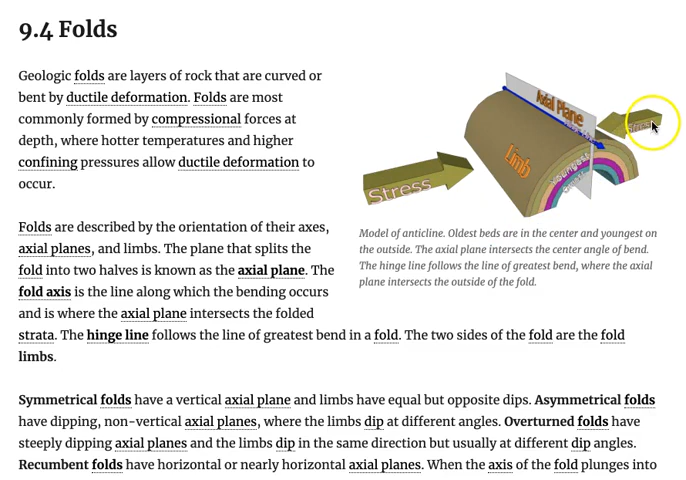 9.4 Folds
Geologic folds are layers of rock that are curved or
bent by ductile deformation. Folds are most
commonly formed by compressional forces at
depth, where hotter temperatures and higher
confining pressures allow ductile deformation to
occur.
Axial Plane
Stress
Limb
Youngest
Stress
Model of anticline. Oldest beds are in the center and youngest on
the outside. The axial plane intersects the center angle of bend.
The hinge line follows the line of greatest bend, where the axial
plane intersects the outside of the fold.
Folds are described by the orientation of their axes,
axial planes, and limbs. The plane that splits the
fold into two halves is known as the axial plane. The
fold axis is the line along which the bending occurs
and is where the axial plane intersects the folded
strata. The hinge line follows the line of greatest bend in a fold. The two sides of the fold are the fold
limbs.
Symmetrical folds have a vertical axial plane and limbs have equal but opposite dips. Asymmetrical folds
have dipping, non-vertical axial planes, where the limbs dip at different angles. Overturned folds have
steeply dipping axial planes and the limbs dip in the same direction but usually at different dip angles.
Recumbent folds have horizontal or nearly horizontal axial planes. When the axis of the fold plunges into